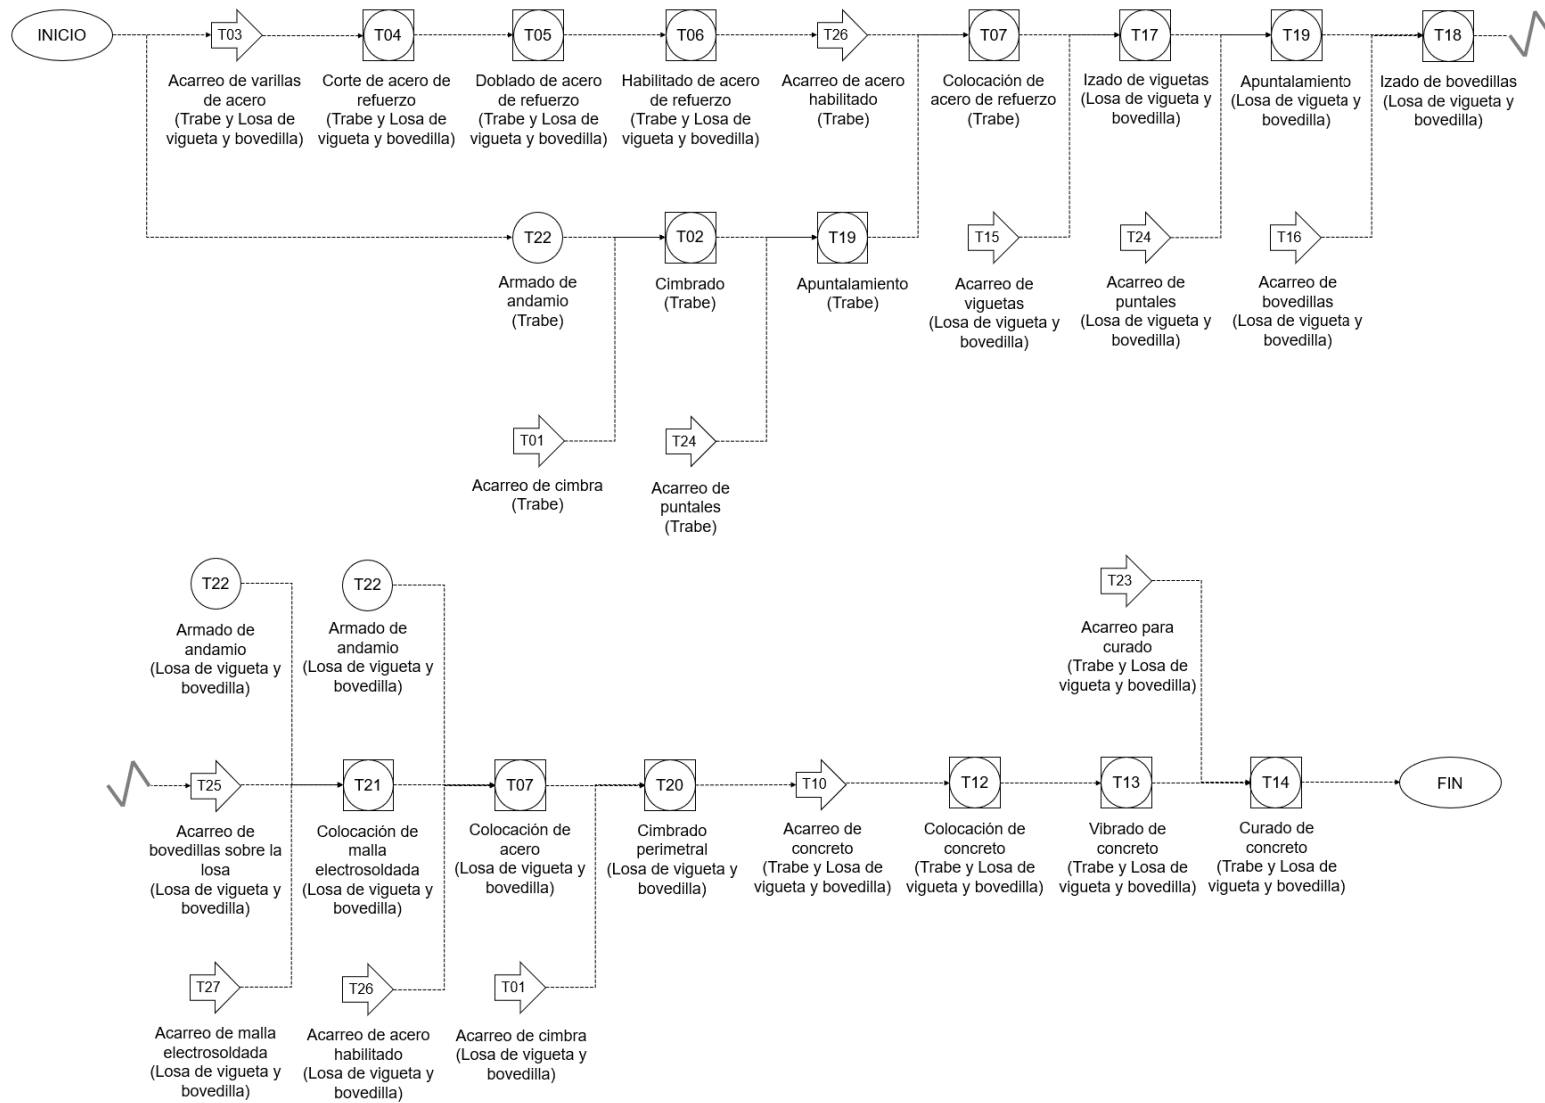 INICIO
T03
Acarreo de varillas
de acero
(Trabe y Losa de
vigueta y bovedilla)
T04
Corte de acero de
refuerzo
(Trabe y Losa de
vigueta y bovedilla)
T05
Doblado de acero
de refuerzo
(Trabe y Losa de
vigueta y bovedilla)
T06
Habilitado de acero
de refuerzo
(Trabe y Losa de
vigueta y bovedilla)
T26
Acarreo de acero
habilitado
(Trabe)
T07
Colocación de
acero de refuerzo
(Trabe)
T17
Izado de viguetas
(Losa de vigueta y
bovedilla)
T19
Apuntalamiento
(Losa de vigueta y
bovedilla)
T18
Izado de bovedillas
(Losa de vigueta y
bovedilla)
T22
Armado de
andamio
(Trabe)
T02
Cimbrado
(Trabe)
T19
Apuntalamiento
(Trabe)
T15
Acarreo de
viguetas
(Losa de vigueta y
bovedilla)
T24
Acarreo de
puntales
(Losa de vigueta y
bovedilla)
T16
Acarreo de
bovedillas
(Losa de vigueta y
bovedilla)
T01
Acarreo de cimbra
(Trabe)
T24
Acarreo de
puntales
(Trabe)
T22
Armado de
andamio
(Losa de vigueta y
bovedilla)
T22
Armado de
andamio
(Losa de vigueta y
bovedilla)
T23
Acarreo para
curado
(Trabe y Losa de
vigueta y bovedilla)
T25
Acarreo de
bovedillas sobre la
losa
(Losa de vigueta y
bovedilla)
T21
Colocación de
malla
electrosoldada
(Losa de vigueta y
bovedilla)
T07
Colocación de
acero
(Losa de vigueta y
bovedilla)
T20
Cimbrado
perimetral
(Losa de vigueta y
bovedilla)
T10
Acarreo de
concreto
(Trabe y Losa de
vigueta y bovedilla)
T12
Colocación de
concreto
(Trabe y Losa de
vigueta y bovedilla)
T13
Vibrado de
concreto
(Trabe y Losa de
vigueta y bovedilla)
T14
Curado de
concreto
(Trabe y Losa de
vigueta y bovedilla)
FIN
T27
Acarreo de malla
electrosoldada
(Losa de vigueta y
bovedilla)
T26
Acarreo de acero
habilitado
(Losa de vigueta y
bovedilla)
T01
Acarreo de cimbra
(Losa de vigueta y
bovedilla)